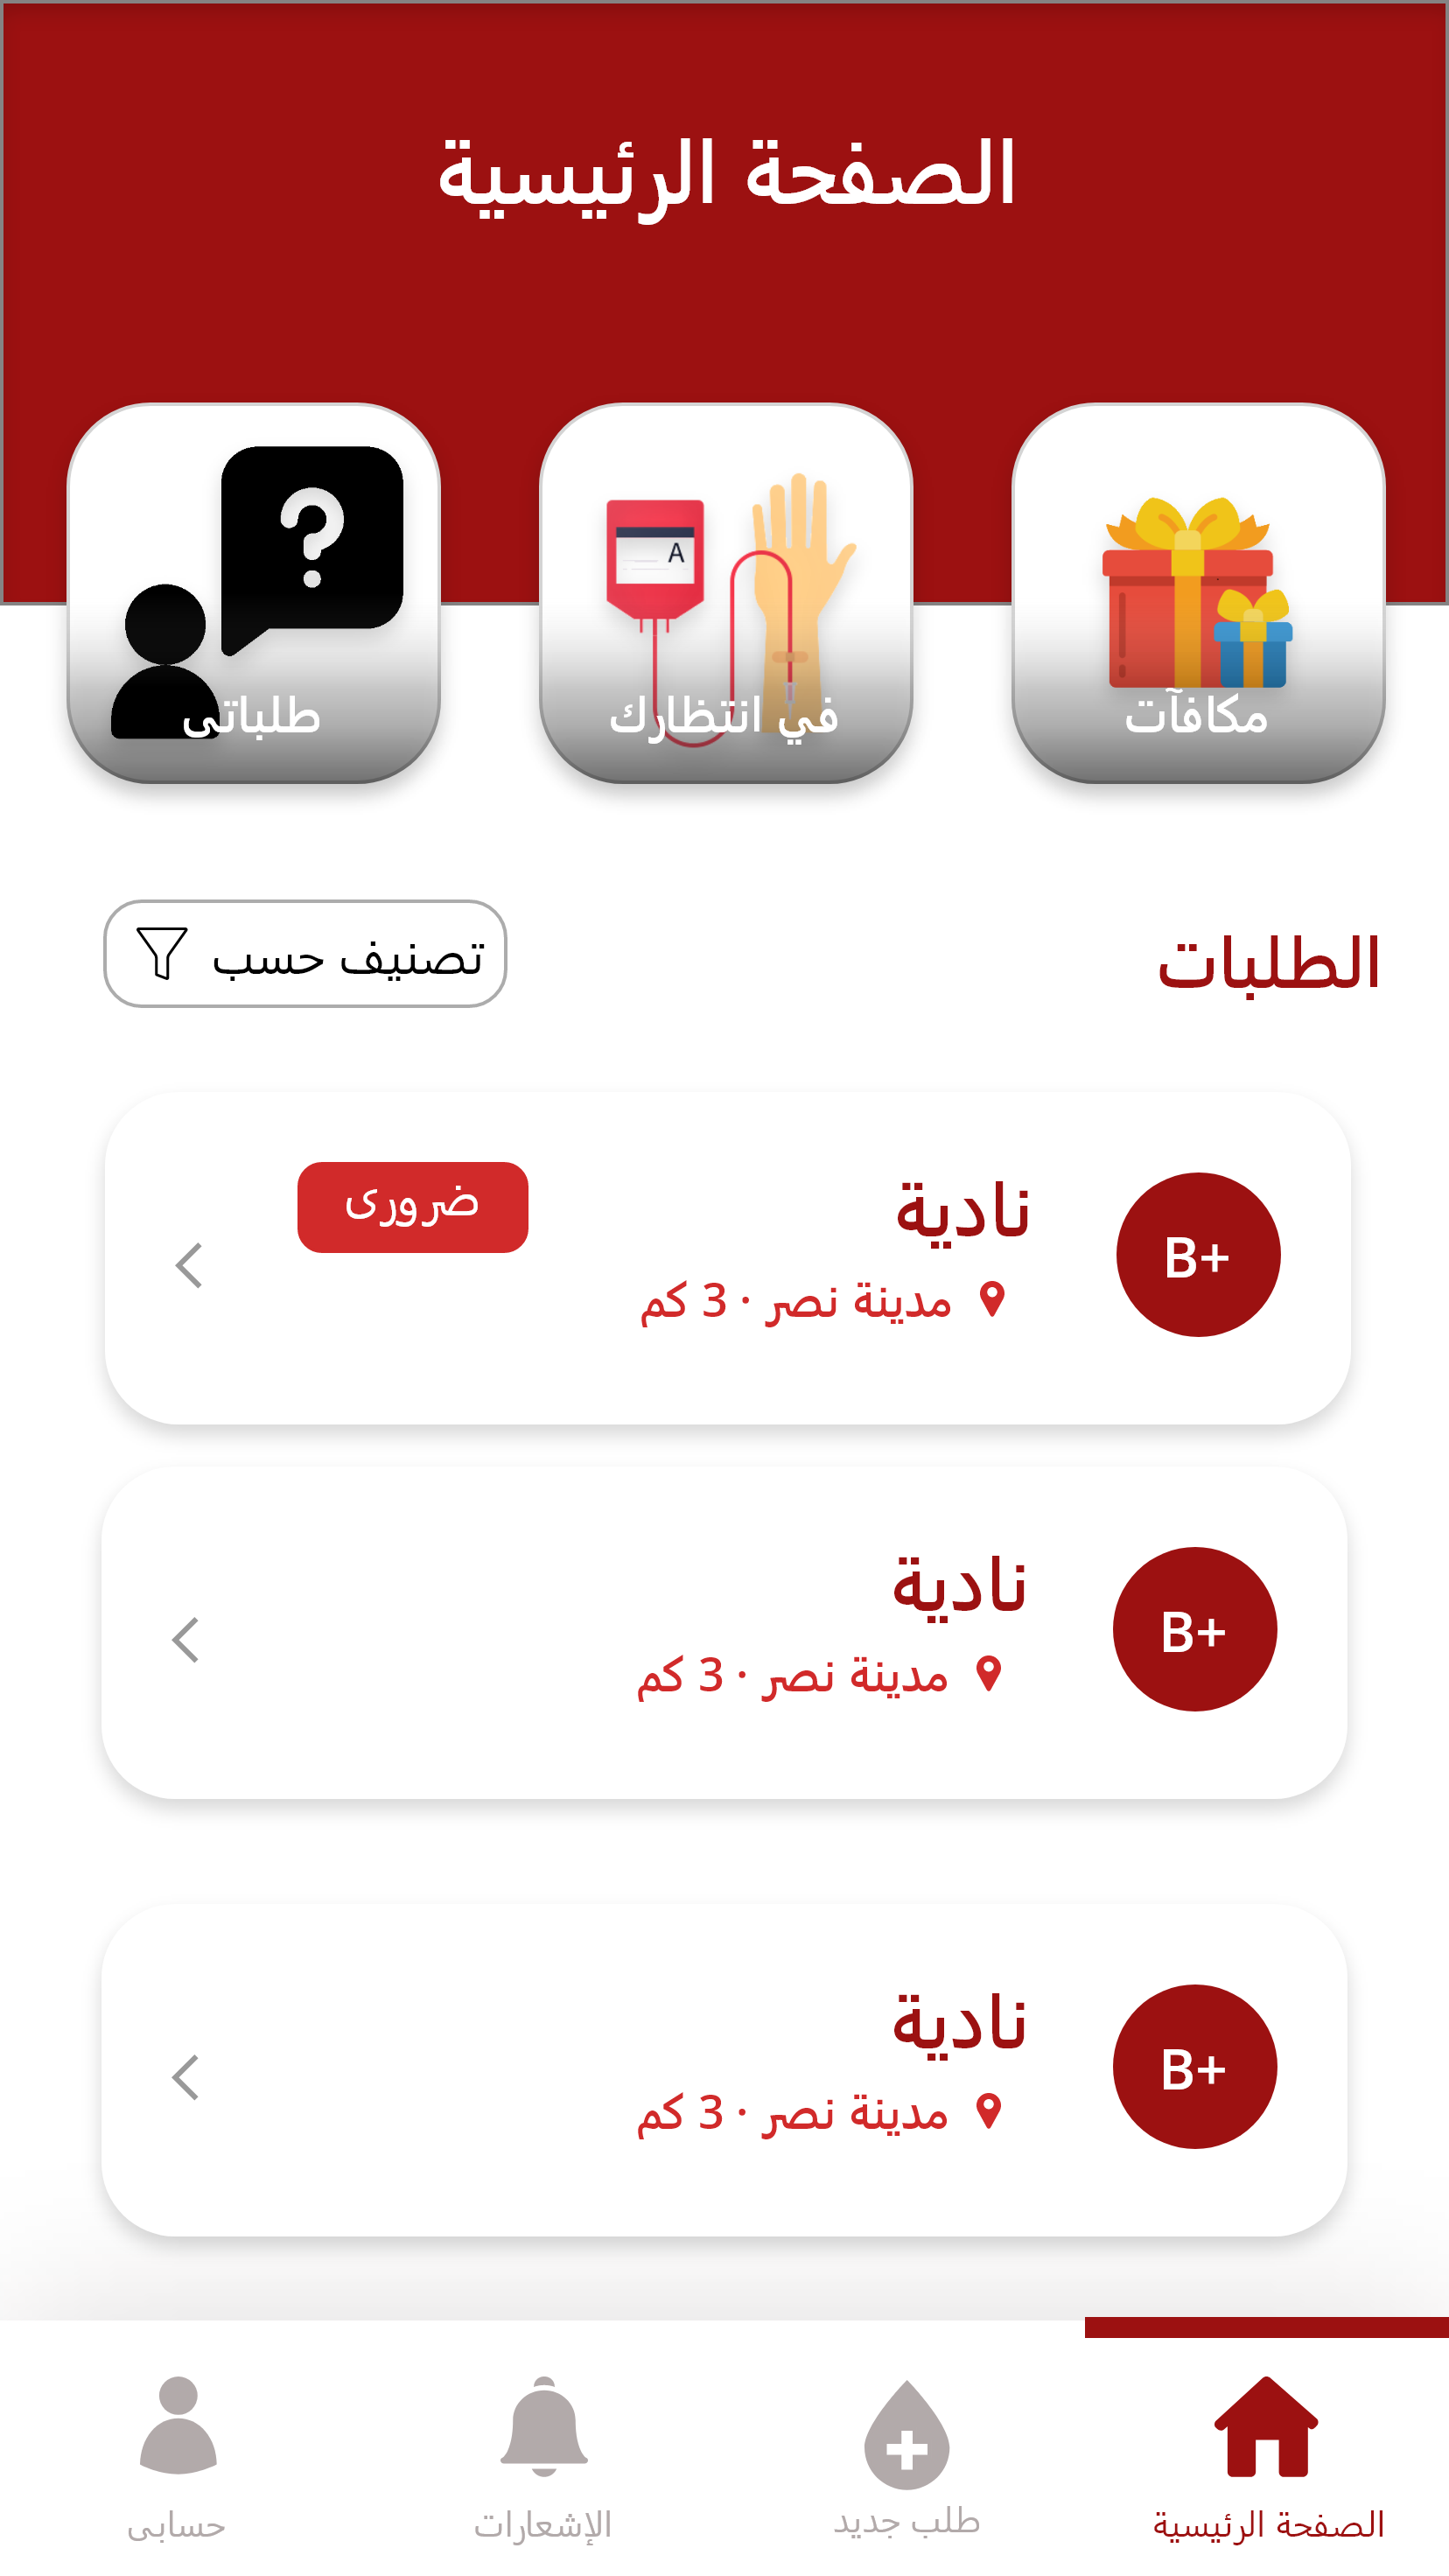 الصفحة الرئيسية
A
مكافآت
في انتظارك
طلباتى
الطلبات
تصنيف حسب
B+
نادية
ضرورى
مدينة نصر · 3 كم
B+
نادية
مدينة نصر · 3 كم
B+
نادية
مدينة نصر · 3 كم
الصفحة الرئيسية
طلب جديد
الإشعارات
حسابى